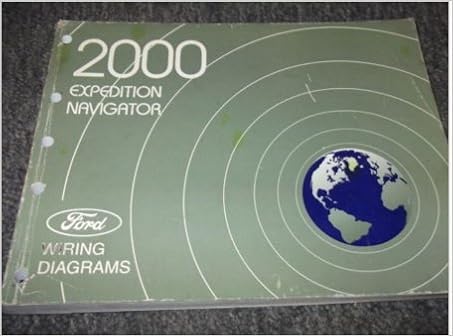 2000
EXPEDITION
NAVIGATOR
Ford
WIRING
DIAGRAMS